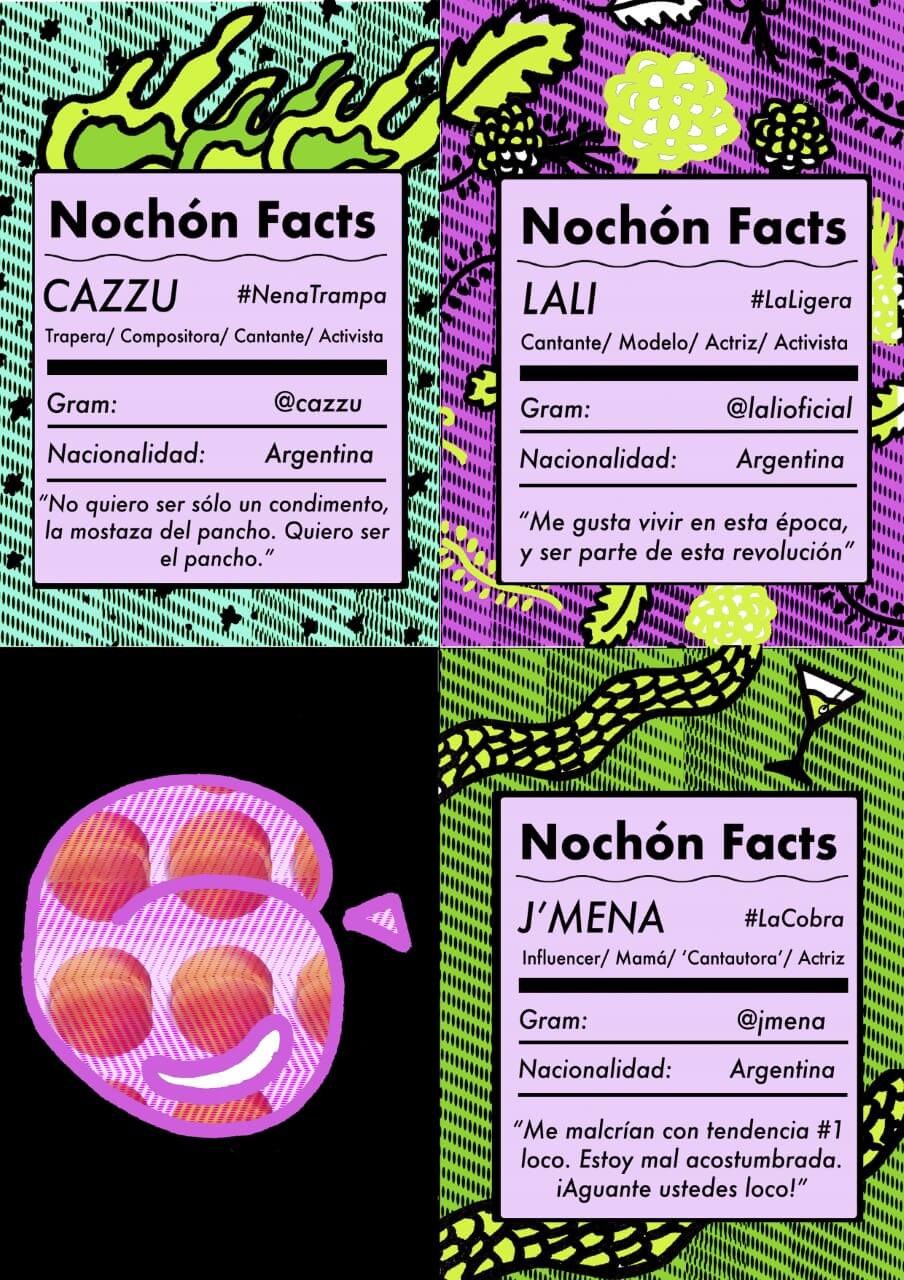 Nochón Facts
CAZZU #NenaTrampa
Trapera/ Compositora/ Cantante/ Activista
Gram: @cazzu
Nacionalidad: Argentina
“No quiero ser sólo un condimento,
la mostaza del pancho. Quiero ser
el pancho.”
Nochón Facts
LALI #LaLigera
Cantante/ Modelo/ Actriz/ Activista
Gram: @lalioficial
Nacionalidad: Argentina
“Me gusta vivir en esta época,
y ser parte de esta revolución”
Nochón Facts
J’MENA #LaCobra
Influencer/ Mamá/ ‘Cantautora’/ Actriz
Gram: @jmena
Nacionalidad: Argentina
“Me malcrían con tendencia #1
loco. Estoy mal acostumbrada.
¡Aguante ustedes loco!”